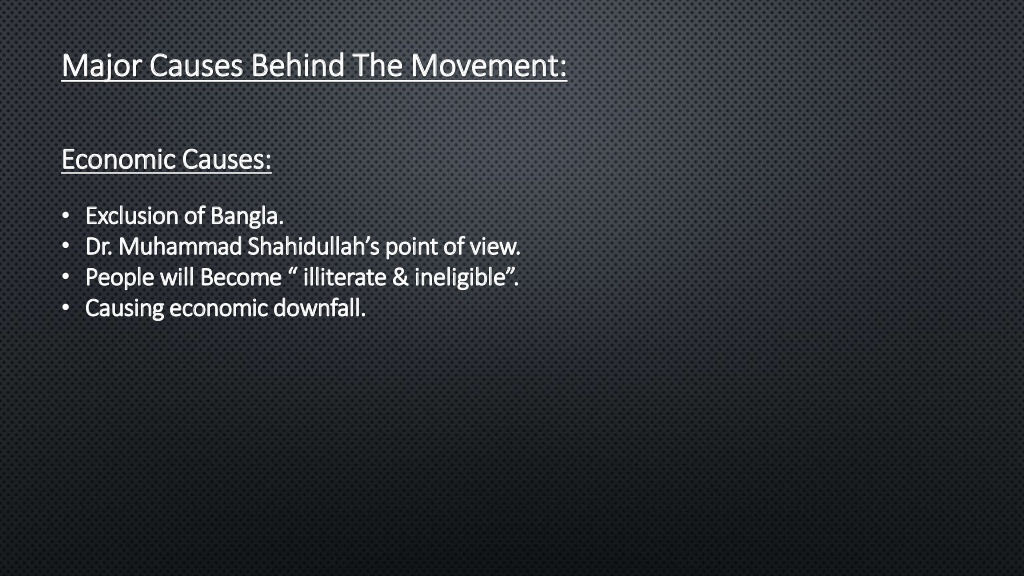 Major Causes Behind The Movement:
Economic Causes:
• Exclusion of Bangla.
• Dr. Muhammad Shahidullah’s point of view.
• People will Become “ illiterate & ineligible”.
• Causing economic downfall.